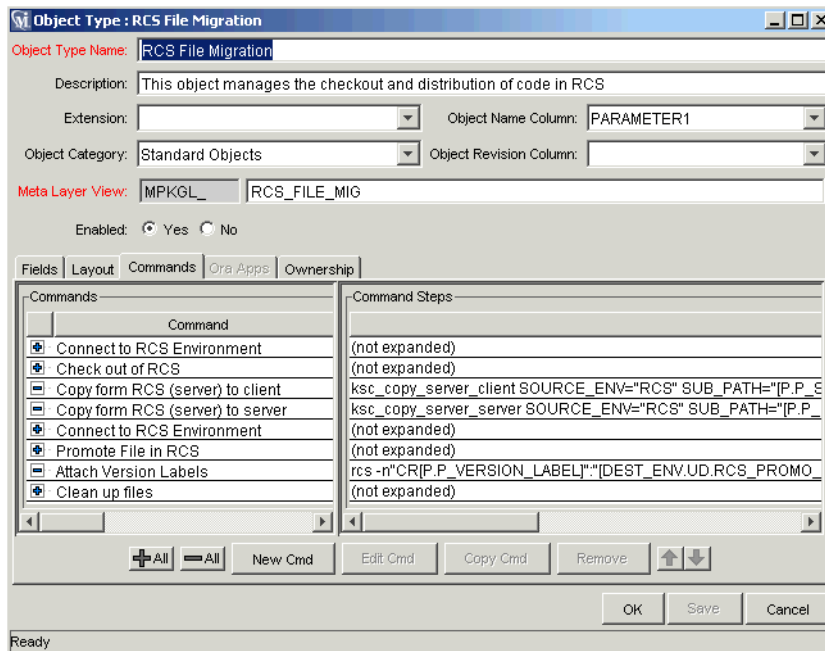 Object Type : RCS File Migration
Object Type Name: RCS File Migration
Description: This object manages the checkout and distribution of code in RCS
Extension: Object Name Column: PARAMETER1
Object Category: Standard Objects Object Revision Column:
Meta Layer View: MPKGL_ RCS_FILE_MIG
Enabled: Yes No
Fields Layout Commands Ora Apps Ownership
Commands Command Steps
Command
Connect to RCS Environment (not expanded)
Check out of RCS (not expanded)
Copy form RCS (server) to client ksc_copy_server_client SOURCE_ENV="RCS" SUB_PATH="[P.P_S
Copy form RCS (server) to server ksc_copy_server_server SOURCE_ENV="RCS" SUB_PATH="[P.P_
Connect to RCS Environment (not expanded)
Promote File in RCS (not expanded)
Attach Version Labels rcs -n"CR[P.P_VERSION_LABEL]":"[DEST_ENV.UD.RCS_PROMO_
Clean up files (not expanded)
All All New Cmd Edit Cmd Copy Cmd Remove
OK Save Cancel
Ready